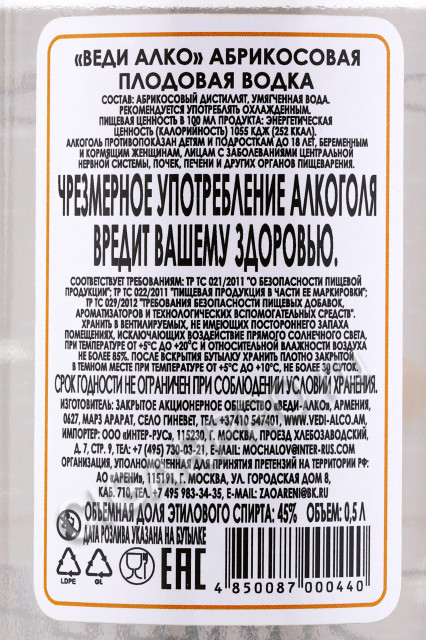 «ВЕДИ АЛКО» АБРИКОСОВАЯ
ПЛОДОВАЯ ВОДКА
СОСТАВ: АБРИКОСОВЫЙ ДИСТИЛЛЯТ, УМЯГЧЕННАЯ ВОДА.
РЕКОМЕНДУЕТСЯ УПОТРЕБЛЯТЬ ОХЛАЖДЕННЫМ.
ПИЩЕВАЯ ЦЕННОСТЬ В 100 МЛ ПРОДУКТА: ЭНЕРГЕТИЧЕСКАЯ
ЦЕННОСТЬ (КАЛОРИЙНОСТЬ) 1055 КДЖ (252 ККАЛ).
АЛКОГОЛЬ ПРОТИВОПОКАЗАН ДЕТЯМ И ПОДРОСТКАМ ДО 18 ЛЕТ, БЕРЕМЕННЫМ
И КОРМЯЩИМ ЖЕНЩИНАМ, ЛИЦАМ С ЗАБОЛЕВАНИЯМИ ЦЕНТРАЛЬНОЙ
НЕРВНОЙ СИСТЕМЫ, ПОЧЕК, ПЕЧЕНИ И ДРУГИХ ОРГАНОВ ПИЩЕВАРЕНИЯ.
ЧРЕЗМЕРНОЕ УПОТРЕБЛЕНИЕ АЛКОГОЛЯ
ВРЕДИТ ВАШЕМУ ЗДОРОВЬЮ.
СООТВЕТСТВУЕТ ТРЕБОВАНИЯМ: ТР ТС 021/2011 "О БЕЗОПАСНОСТИ ПИЩЕВОЙ
ПРОДУКЦИИ"; ТР ТС 022/2011 "ПИЩЕВАЯ ПРОДУКЦИЯ В ЧАСТИ ЕЕ МАРКИРОВКИ";
ТР ТС 029/2012 "ТРЕБОВАНИЯ БЕЗОПАСНОСТИ ПИЩЕВЫХ ДОБАВОК,
АРОМАТИЗАТОРОВ И ТЕХНОЛОГИЧЕСКИХ ВСПОМОГАТЕЛЬНЫХ СРЕДСТВ".
ХРАНИТЬ В ВЕНТИЛИРУЕМЫХ, НЕ ИМЕЮЩИХ ПОСТОРОННЕГО ЗАПАХА
ПОМЕЩЕНИЯХ, ИСКЛЮЧАЮЩИХ ВОЗДЕЙСТВИЕ ПРЯМОГО СОЛНЕЧНОГО СВЕТА,
ПРИ ТЕМПЕРАТУРЕ ОТ +5°С ДО +20°С И ОТНОСИТЕЛЬНОЙ ВЛАЖНОСТИ ВОЗДУХА
НЕ БОЛЕЕ 85%. ПОСЛЕ ВСКРЫТИЯ БУТЫЛКУ ХРАНИТЬ ПЛОТНО ЗАКРЫТОЙ
В ТЕМНОМ МЕСТЕ ПРИ ТЕМПЕРАТУРЕ ОТ +5°С ДО +10°С, НЕ БОЛЕЕ 30 СУТОК.
СРОК ГОДНОСТИ НЕ ОГРАНИЧЕН ПРИ СОБЛЮДЕНИИ УСЛОВИЙ ХРАНЕНИЯ.
ИЗГОТОВИТЕЛЬ: ЗАКРЫТОЕ АКЦИОНЕРНОЕ ОБЩЕСТВО «ВЕДИ-АЛКО», АРМЕНИЯ,
0627, МАРЗ АРАРАТ, СЕЛО ГИНЕВЕТ, ТЕЛ. +37410 547401, WWW.VEDI-ALCO.AM,
ИМПОРТЕР: ООО «ИНТЕР-РУС», 115230, Г. МОСКВА, ПРОЕЗД ХЛЕБОЗАВОДНЫЙ,
Д.7, СТР. 9, ТЕЛ: +7 (495) 730-03-21, E-MAIL: MOCHALOV@INTER-RUS.COM
ОРГАНИЗАЦИЯ, УПОЛНОМОЧЕННАЯ ДЛЯ ПРИНЯТИЯ ПРЕТЕНЗИЙ НА ТЕРРИТОРИИ РФ:
АО «АРЕНИ», 115191, Г. МОСКВА, УЛ. ГОРОДСКАЯ Д. 8,
КАБ. 710, ТЕЛ. +7 495 983-34-35, E-MAIL: ZAOARENI@BK.RU
ОБЪЕМНАЯ ДОЛЯ ЭТИЛОВОГО СПИРТА: 45% ОБЪЕМ: 0,5 Л
ДАТА РОЗЛИВА УКАЗАНА НА БУТЫЛКЕ
LDPE GL EAC
4 850087 000440